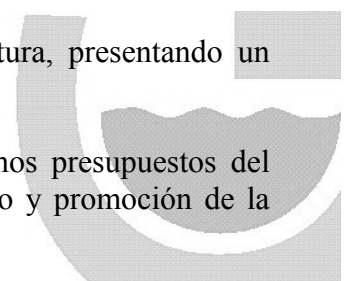 tura, presentando un
nos presupuestos del
o y promoción de la